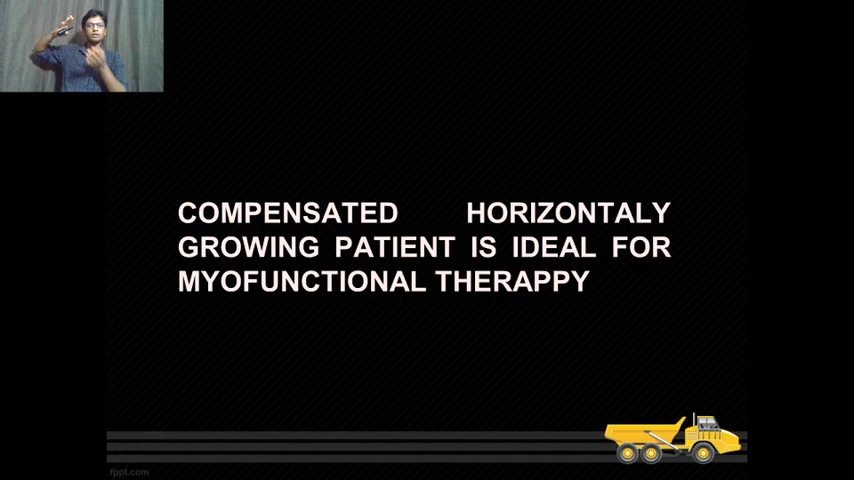 COMPENSATED HORIZONTALY
GROWING PATIENT IS IDEAL FOR
MYOFUNCTIONAL THERAPPY
fppt.com